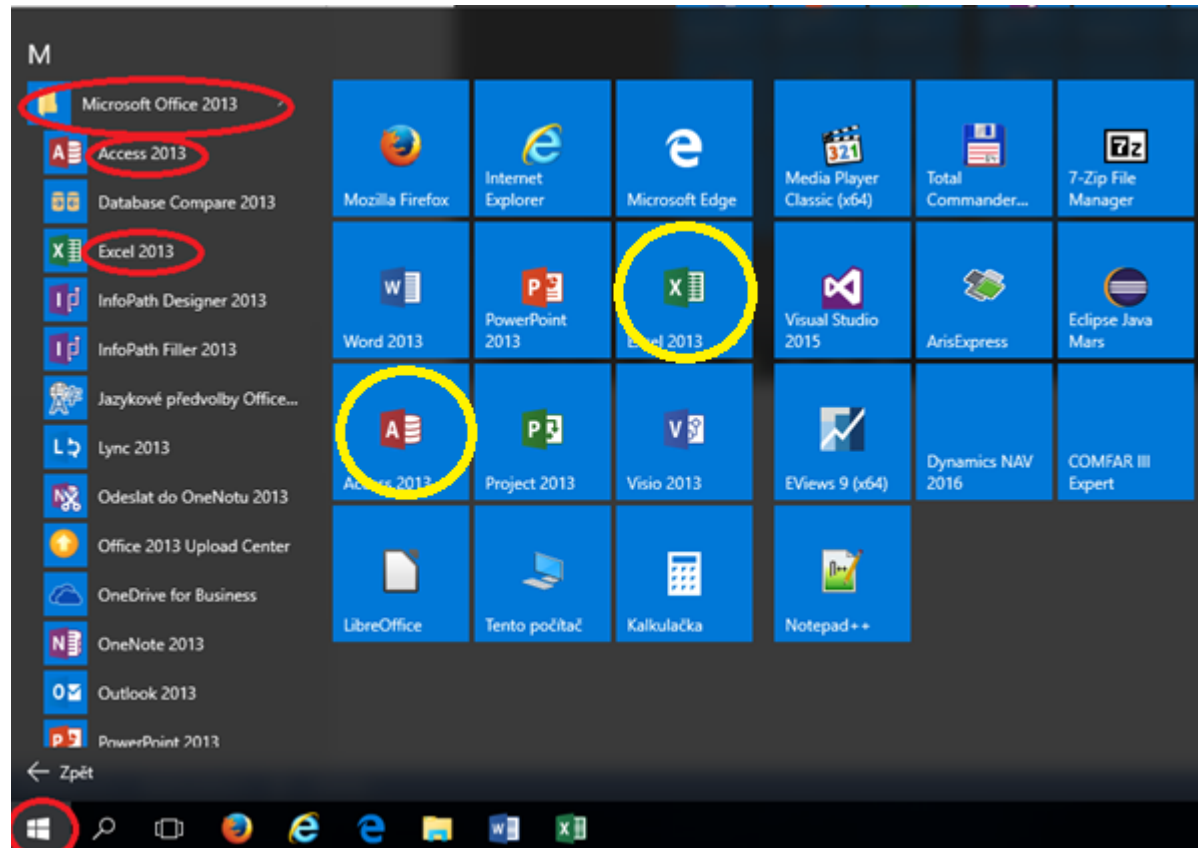 M
Microsoft Office 2013
Access 2013
Database Compare 2013
Excel 2013
InfoPath Designer 2013
InfoPath Filler 2013
Jazykové předvolby Office...
Lync 2013
Odeslat do OneNotu 2013
Office 2013 Upload Center
OneDrive for Business
OneNote 2013
Outlook 2013
PowerPoint 2013
Zpět
Mozilla Firefox
Internet
Explorer
Microsoft Edge
Media Player
Classic (x64)
Total
Commander...
7-Zip File
Manager
Word 2013
PowerPoint
2013
Excel 2013
Visual Studio
2015
ArisExpress
Eclipse Java
Mars
Access 2013
Project 2013
Visio 2013
EViews 9 (x64)
Dynamics NAV
2016
COMFAR III
Expert
LibreOffice
Tento počítač
Kalkulačka
Notepad++